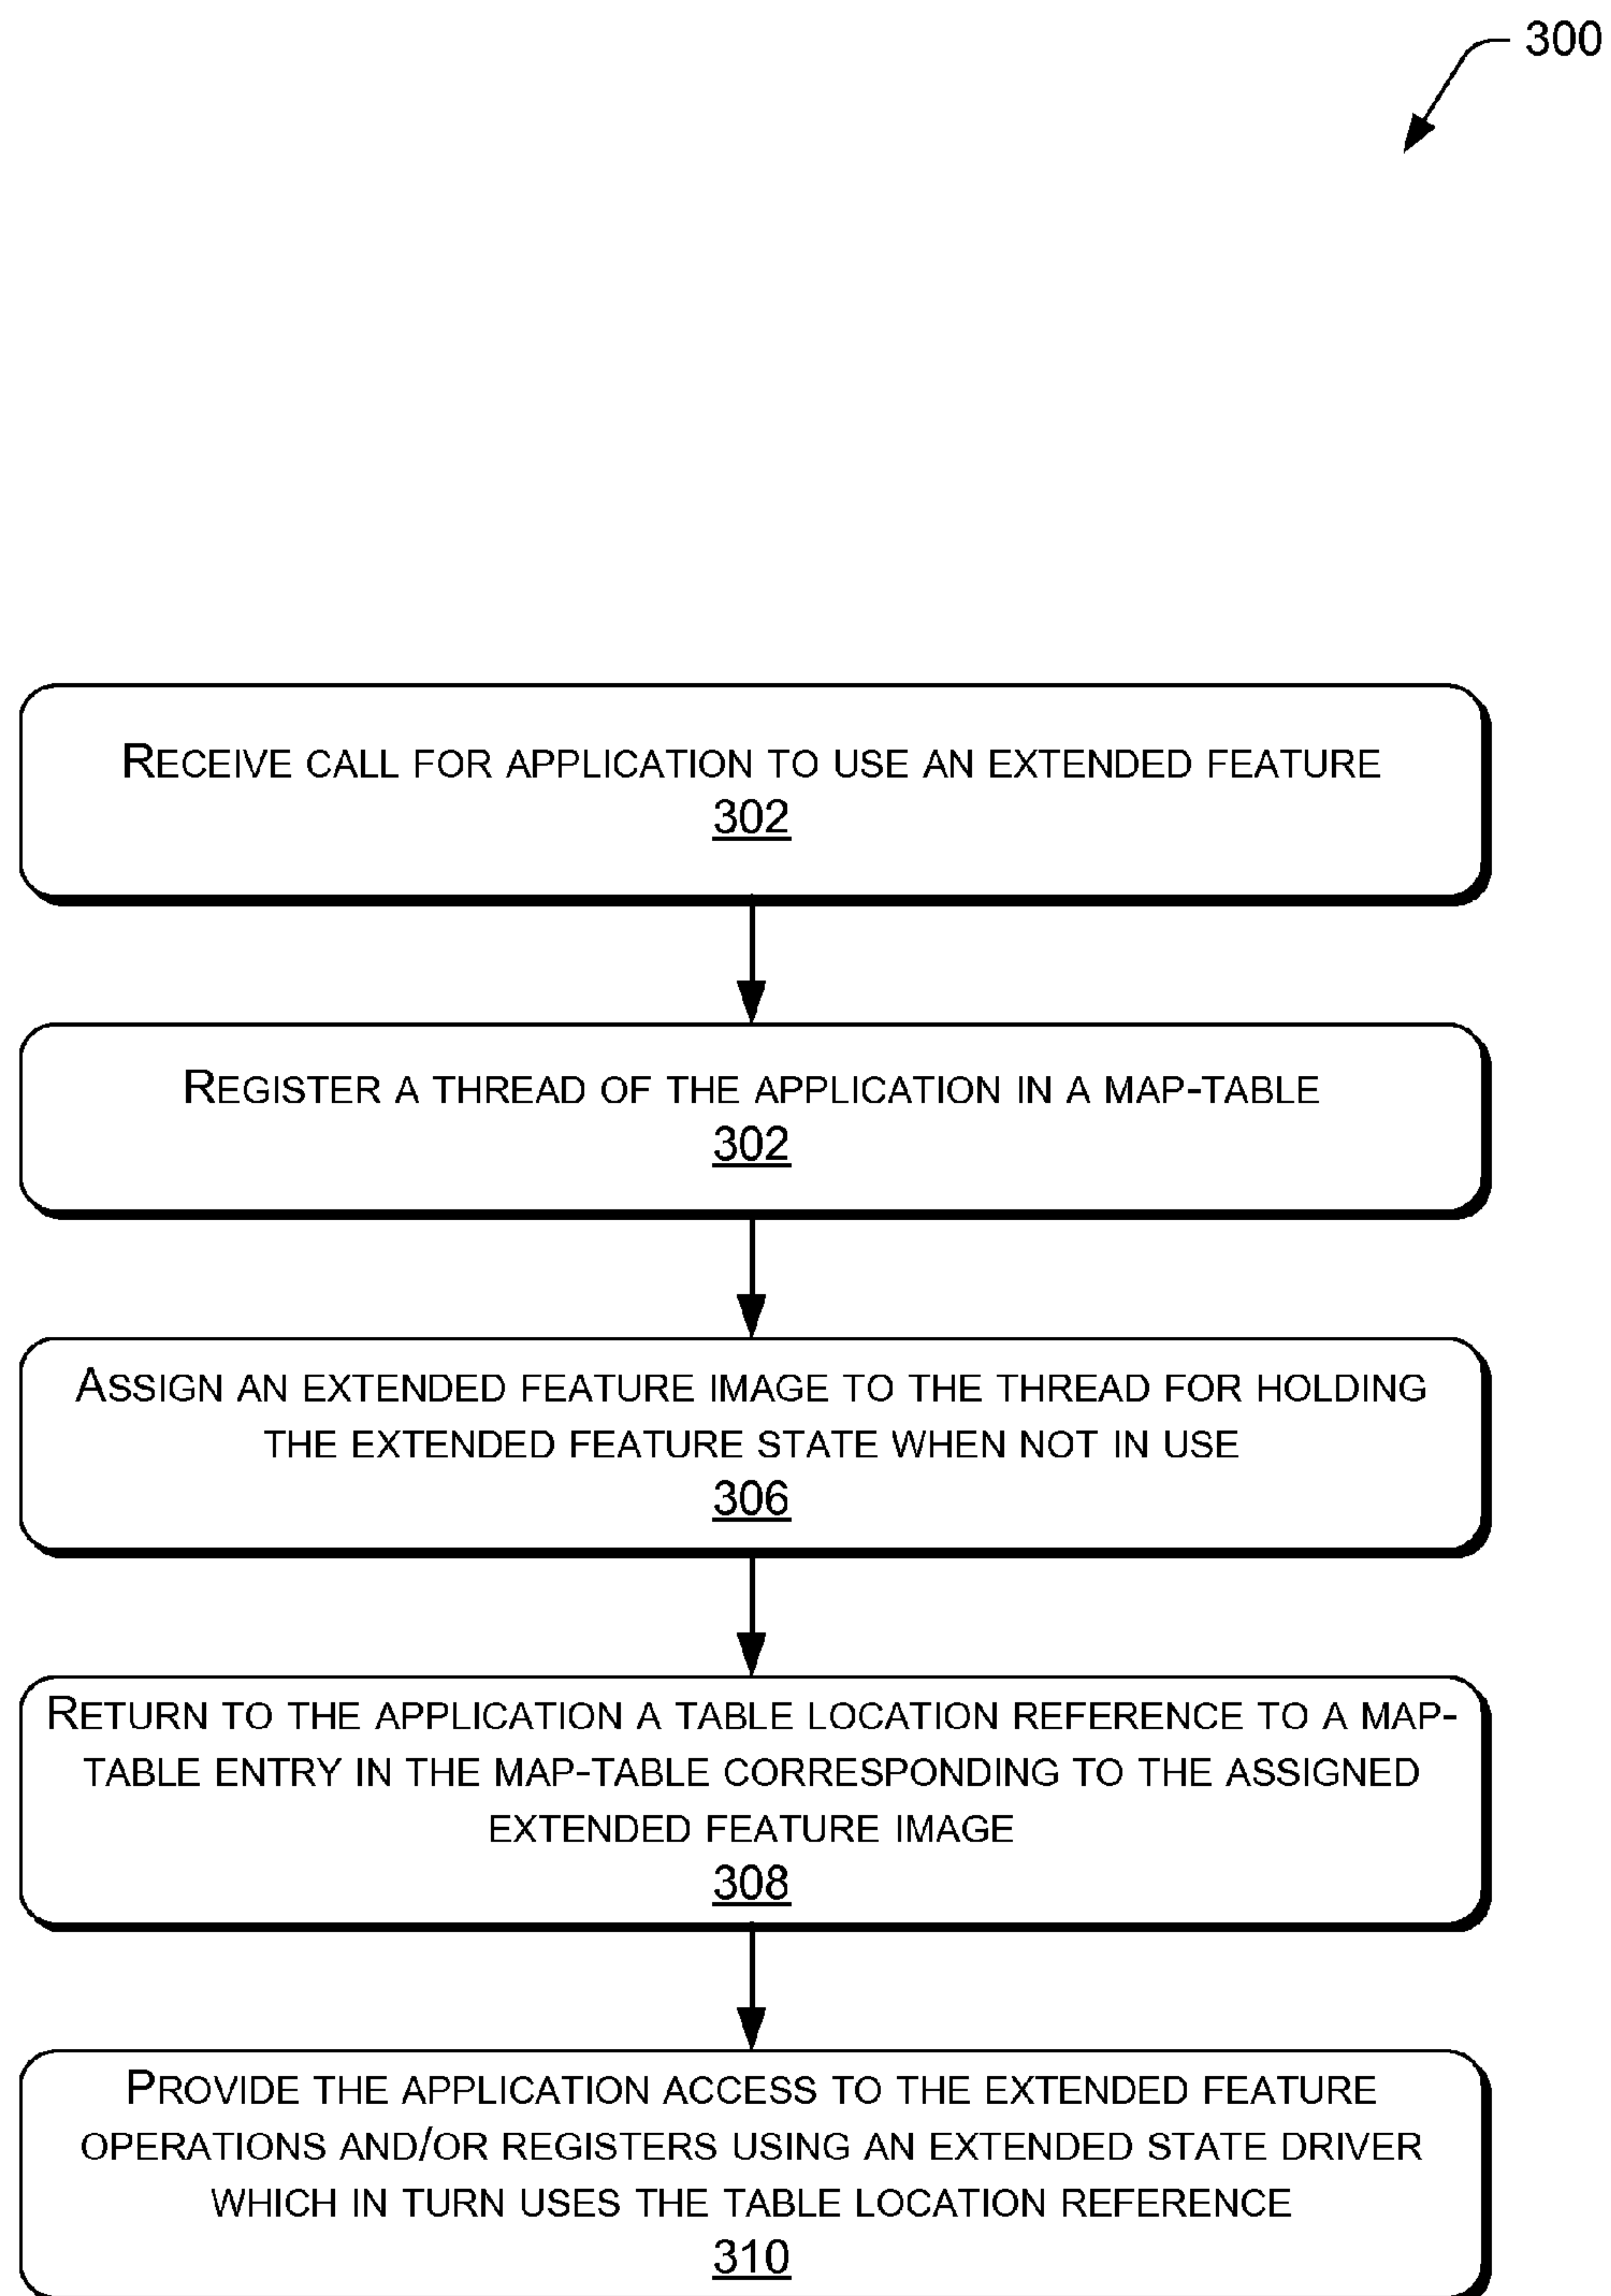 300
RECEIVE CALL FOR APPLICATION TO USE AN EXTENDED FEATURE
302
REGISTER A THREAD OF THE APPLICATION IN A MAP-TABLE
302
ASSIGN AN EXTENDED FEATURE IMAGE TO THE THREAD FOR HOLDING
THE EXTENDED FEATURE STATE WHEN NOT IN USE
306
RETURN TO THE APPLICATION A TABLE LOCATION REFERENCE TO A MAP-
TABLE ENTRY IN THE MAP-TABLE CORRESPONDING TO THE ASSIGNED
EXTENDED FEATURE IMAGE
308
PROVIDE THE APPLICATION ACCESS TO THE EXTENDED FEATURE
OPERATIONS AND/OR REGISTERS USING AN EXTENDED STATE DRIVER
WHICH IN TURN USES THE TABLE LOCATION REFERENCE
310